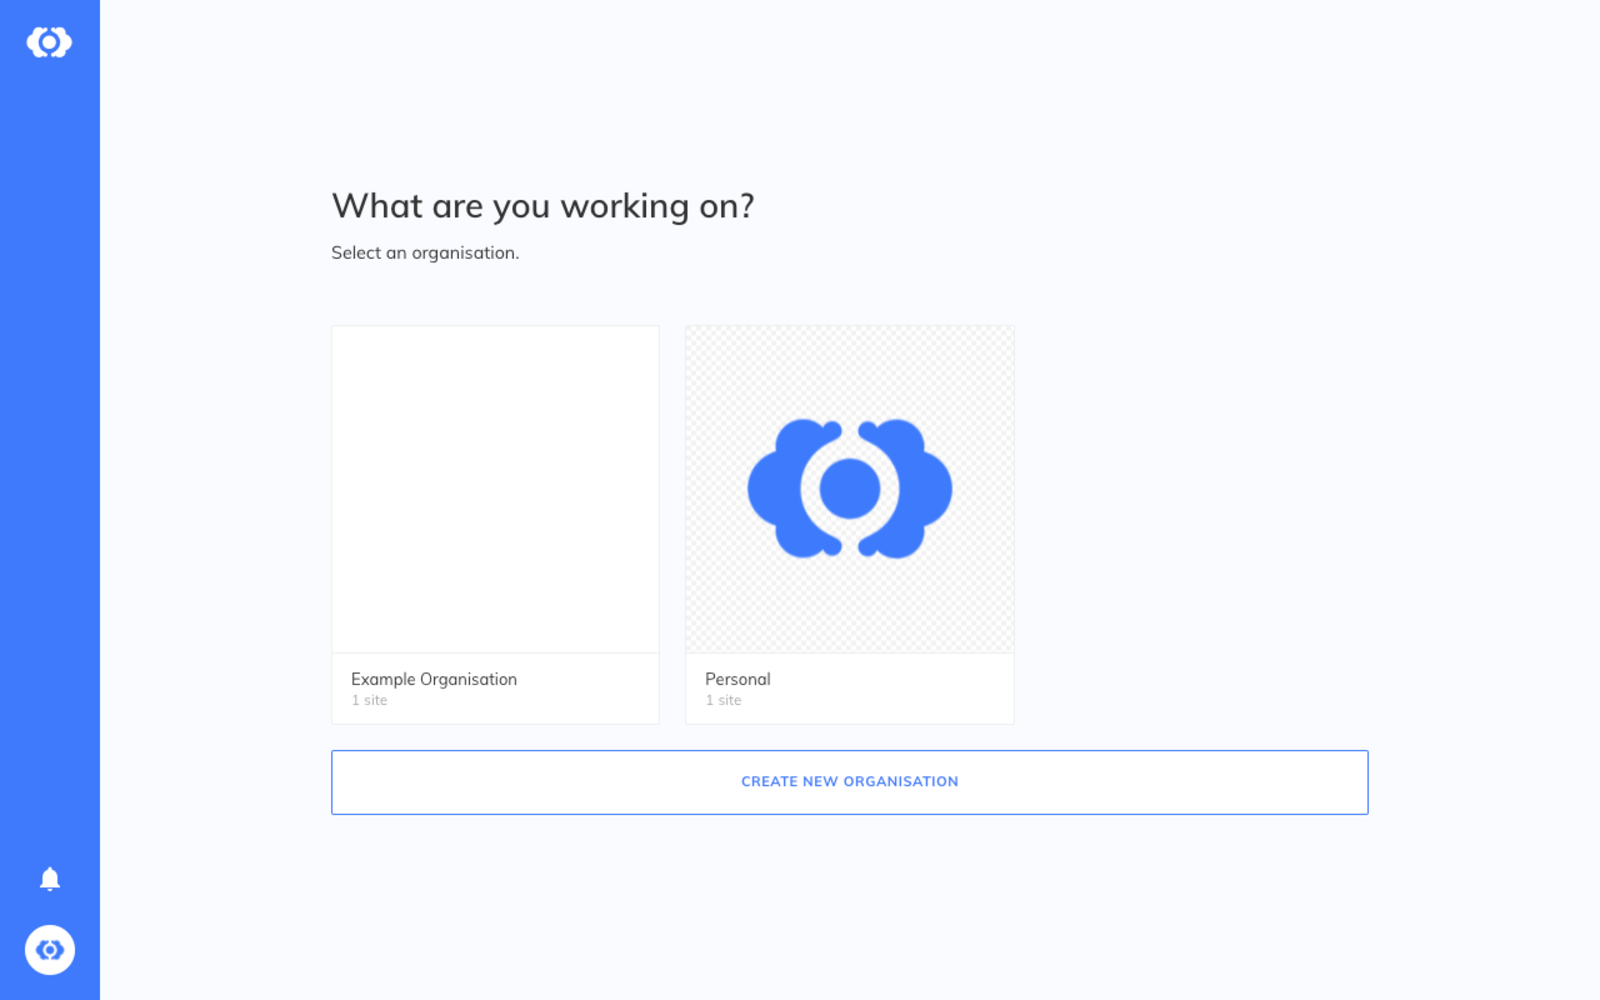 What are you working on?
Select an organisation.
Example Organisation
1 site
Personal
1 site
CREATE NEW ORGANISATION